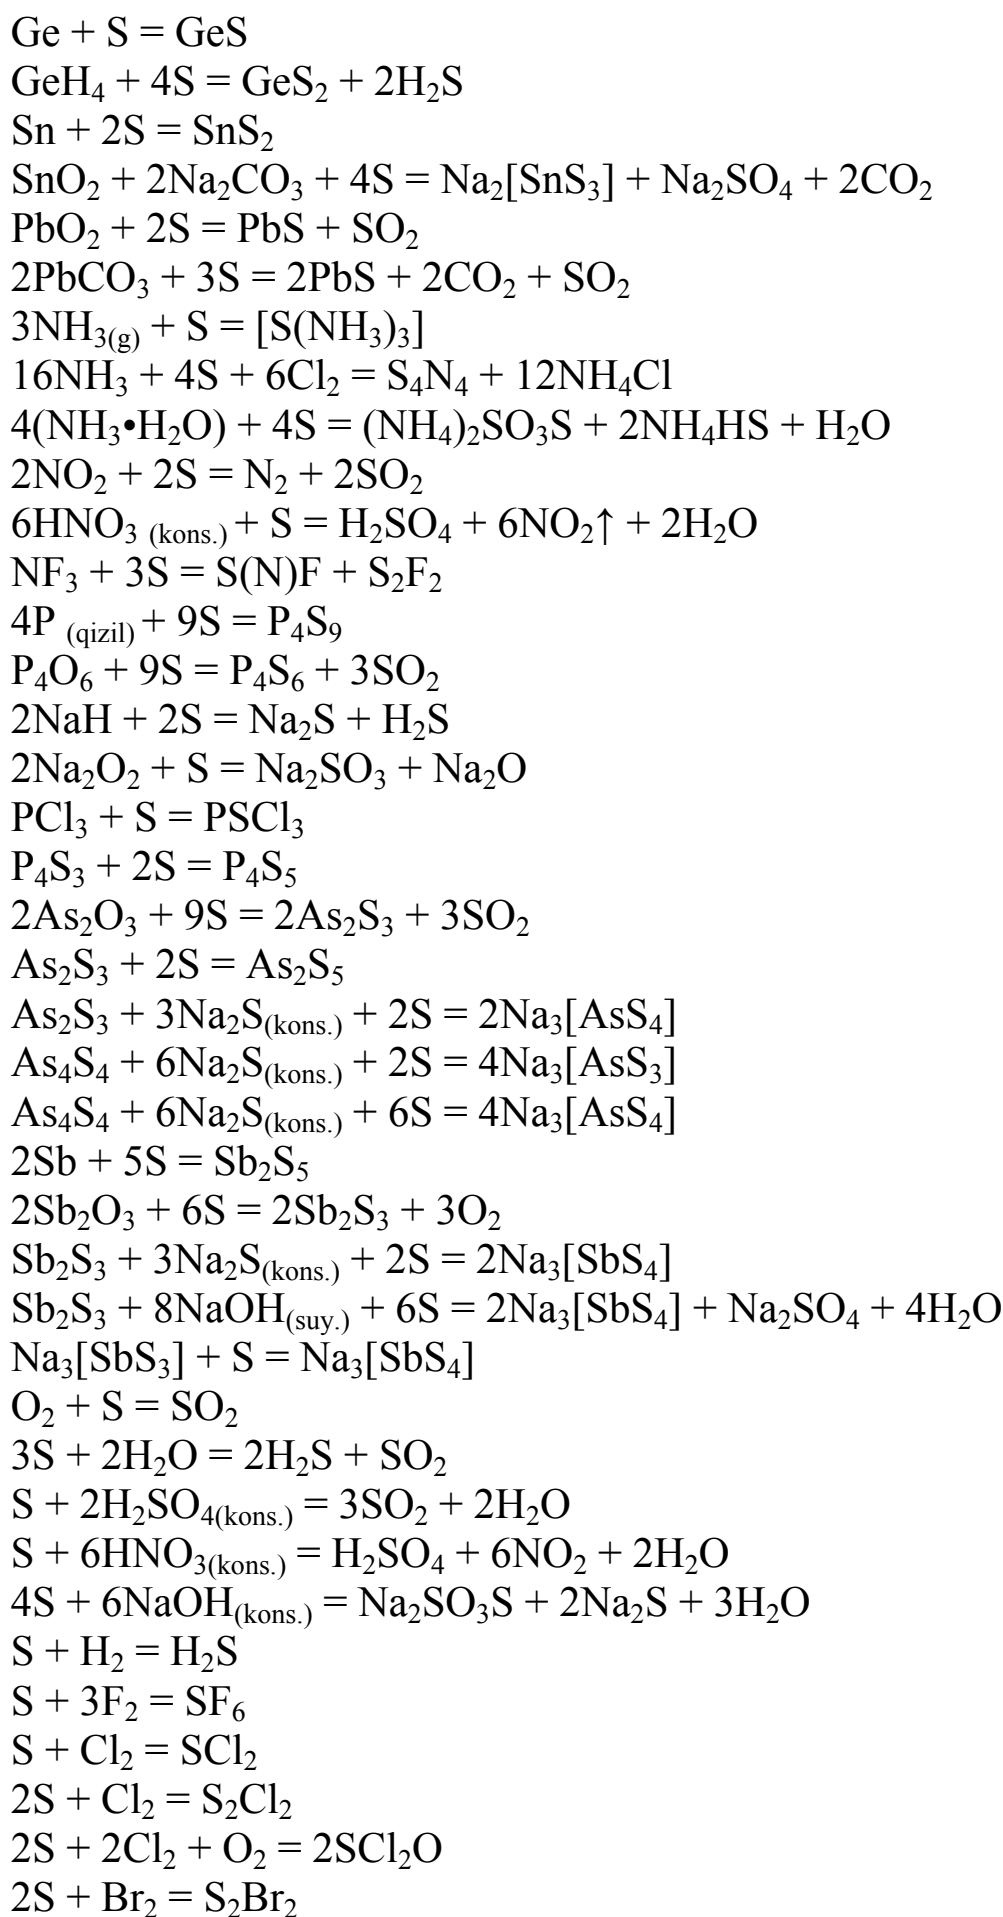 Ge + S = GeS
GeH₄ + 4S = GeS₂ + 2H₂S
Sn + 2S = SnS₂
SnO₂ + 2Na₂CO₃ + 4S = Na₂[SnS₃] + Na₂SO₄ + 2CO₂
PbO₂ + 2S = PbS + SO₂
2PbCO₃ + 3S = 2PbS + 2CO₂ + SO₂
3NH₃₍g₎ + S = [S(NH₃)₃]
16NH₃ + 4S + 6Cl₂ = S₄N₄ + 12NH₄Cl
4(NH₃•H₂O) + 4S = (NH₄)₂SO₃S + 2NH₄HS + H₂O
2NO₂ + 2S = N₂ + 2SO₂
6HNO₃ (kons.) + S = H₂SO₄ + 6NO₂↑ + 2H₂O
NF₃ + 3S = S(N)F + S₂F₂
4P (qizil) + 9S = P₄S₉
P₄O₆ + 9S = P₄S₆ + 3SO₂
2NaH + 2S = Na₂S + H₂S
2Na₂O₂ + S = Na₂SO₃ + Na₂O
PCl₃ + S = PSCl₃
P₄S₃ + 2S = P₄S₅
2As₂O₃ + 9S = 2As₂S₃ + 3SO₂
As₂S₃ + 2S = As₂S₅
As₂S₃ + 3Na₂S(kons.) + 2S = 2Na₃[AsS₄]
As₄S₄ + 6Na₂S(kons.) + 2S = 4Na₃[AsS₃]
As₄S₄ + 6Na₂S(kons.) + 6S = 4Na₃[AsS₄]
2Sb + 5S = Sb₂S₅
2Sb₂O₃ + 6S = 2Sb₂S₃ + 3O₂
Sb₂S₃ + 3Na₂S(kons.) + 2S = 2Na₃[SbS₄]
Sb₂S₃ + 8NaOH(suy.) + 6S = 2Na₃[SbS₄] + Na₂SO₄ + 4H₂O
Na₃[SbS₃] + S = Na₃[SbS₄]
O₂ + S = SO₂
3S + 2H₂O = 2H₂S + SO₂
S + 2H₂SO₄(kons.) = 3SO₂ + 2H₂O
S + 6HNO₃(kons.) = H₂SO₄ + 6NO₂ + 2H₂O
4S + 6NaOH(kons.) = Na₂SO₃S + 2Na₂S + 3H₂O
S + H₂ = H₂S
S + 3F₂ = SF₆
S + Cl₂ = SCl₂
2S + Cl₂ = S₂Cl₂
2S + 2Cl₂ + O₂ = 2SCl₂O
2S + Br₂ = S₂Br₂